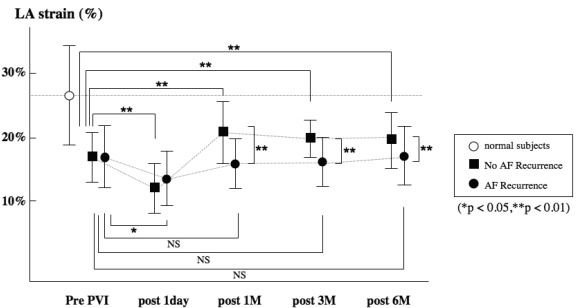 LA strain (%)
**
30%
**
**
**
normal subjects
20%
**
**
**
No AF Recurrence
AF Recurrence
10%
(*p < 0.05,**p < 0.01)
*
NS
NS
NS
Pre PVI post 1day post 1M post 3M post 6M